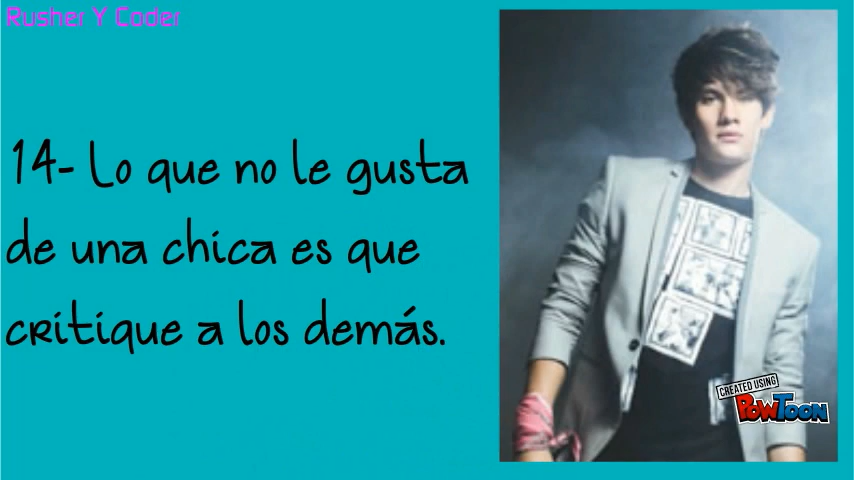 Rusher Y Coder
14- Lo que no le gusta
de una chica es que
critique a los demás.
CREATED USING
POWTOON